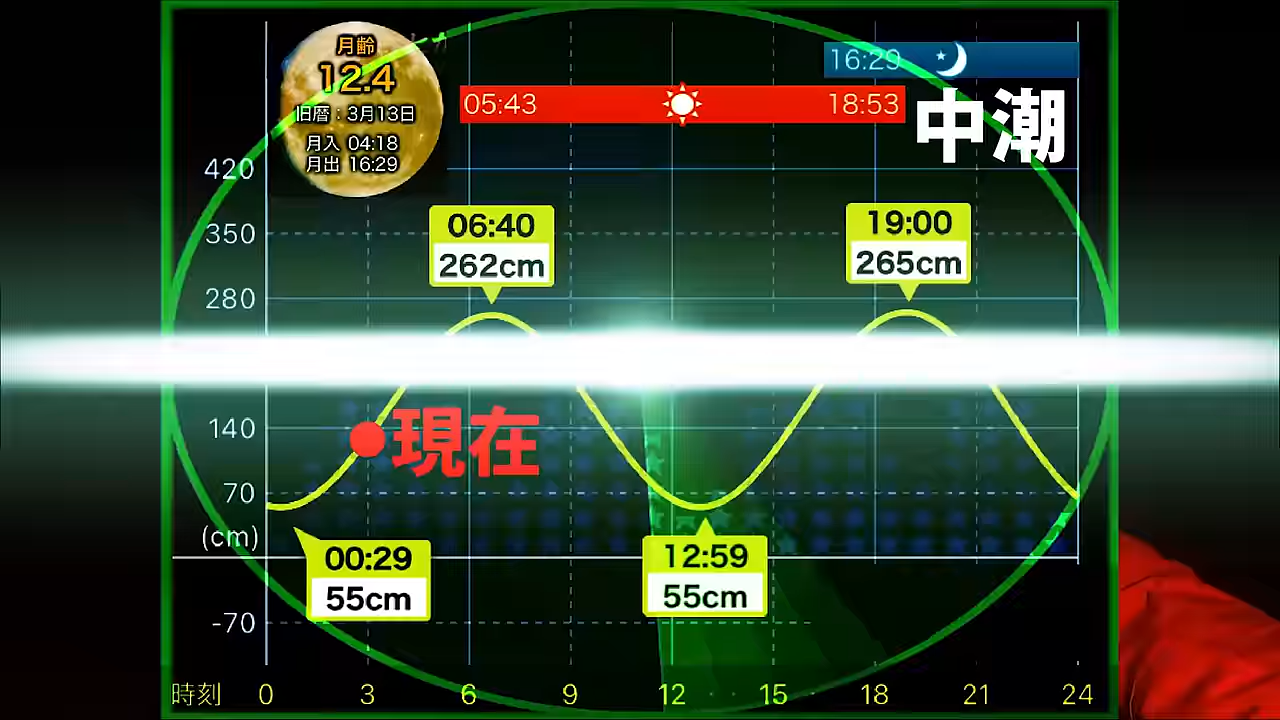 月齢
12.4
旧暦：3月13日
月入 04:18
月出 16:29
16:29
05:43
18:53
中潮
420
350
280
140
70
(cm)
-70
06:40
262cm
19:00
265cm
現在
00:29
55cm
12:59
55cm
時刻 0 3 6 9 12 15 18 21 24